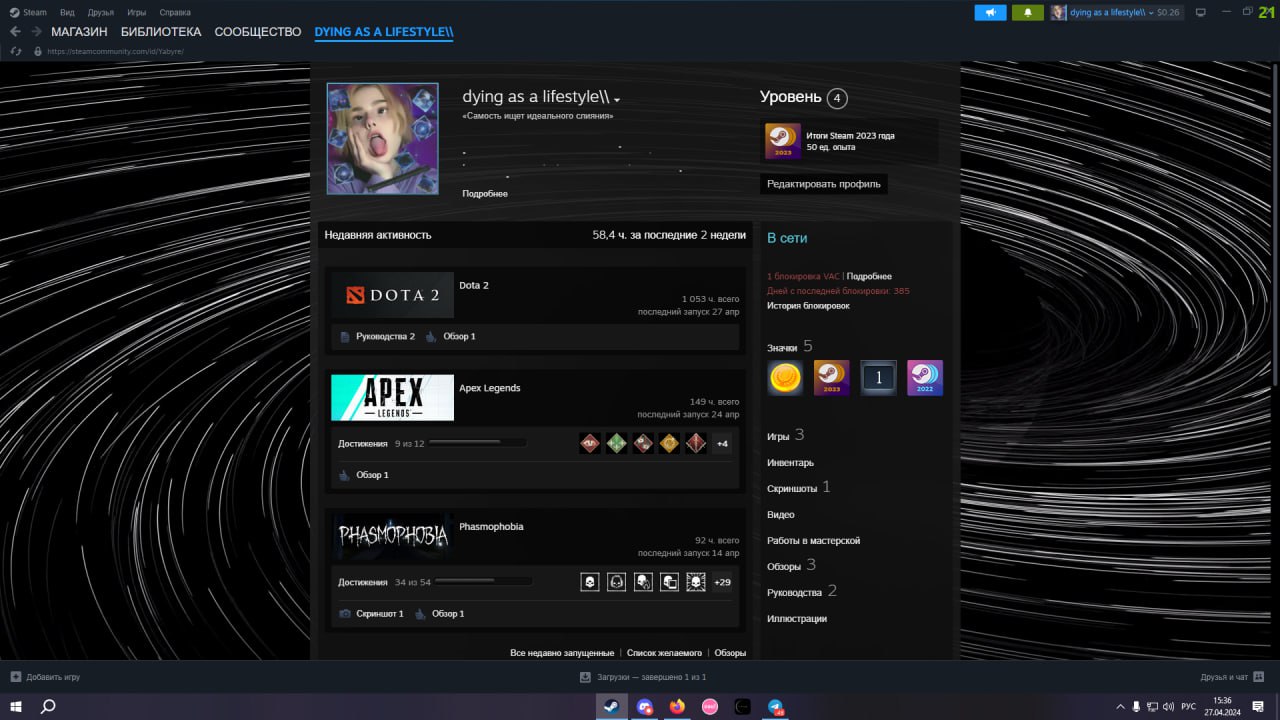 Steam Вид Друзья Игры Справка
dying as a lifestyle\\ $0.26
21
МАГАЗИН БИБЛИОТЕКА СООБЩЕСТВО DYING AS A LIFESTYLE\\
https://steamcommunity.com/id/Yabyre/
dying as a lifestyle\\
«Самость ищет идеального слияния»
Подробнее
Уровень 4
2023
Итоги Steam 2023 года
50 ед. опыта
Редактировать профиль
Недавняя активность 58,4 ч. за последние 2 недели
DOTA 2
Dota 2
1 053 ч. всего
последний запуск 27 апр
Руководства 2 Обзор 1
APEX
LEGENDS
Apex Legends
149 ч. всего
последний запуск 24 апр
Достижения 9 из 12 +4
Обзор 1
PHASMOPHOBIA
Phasmophobia
92 ч. всего
последний запуск 14 апр
Достижения 34 из 54 +29
Скриншот 1 Обзор 1
Все недавно запущенные | Список желаемого | Обзоры
В сети
1 блокировка VAC | Подробнее
Дней с последней блокировки: 385
История блокировок
Значки 5
2023 1 2022
Игры 3
Инвентарь
Скриншоты 1
Видео
Работы в мастерской
Обзоры 3
Руководства 2
Иллюстрации
Добавить игру
Загрузки — завершено 1 из 1
Друзья и чат
РУС
15:36
27.04.2024